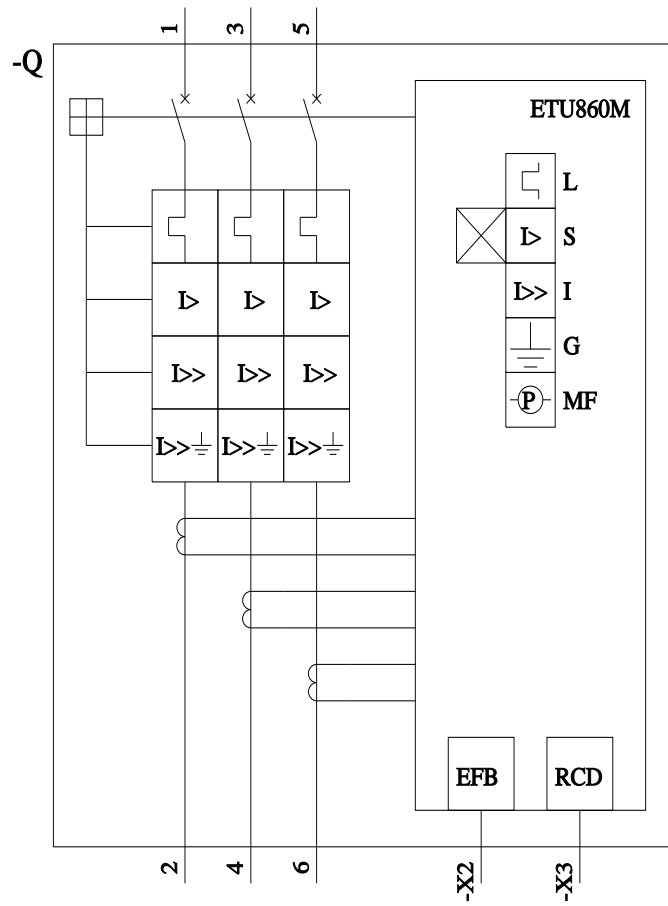 1 3 5
-Q
ETU860M
L
I> I> I> I> S
I>> I>> I>> I>> I
G
P MF
I>> I>> I>>
EFB RCD
2 4 6 -X2 -X3